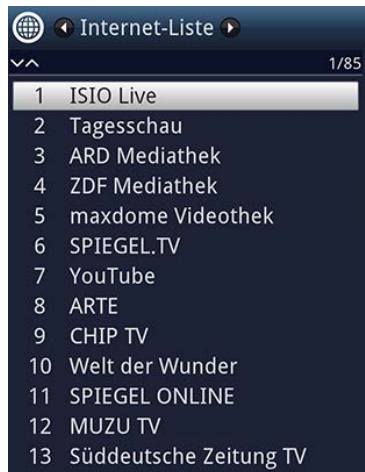 Internet-Liste
1/85
1 ISIO Live
2 Tagesschau
3 ARD Mediathek
4 ZDF Mediathek
5 maxdome Videothek
6 SPIEGEL.TV
7 YouTube
8 ARTE
9 CHIP TV
10 Welt der Wunder
11 SPIEGEL ONLINE
12 MUZU TV
13 Süddeutsche Zeitung TV